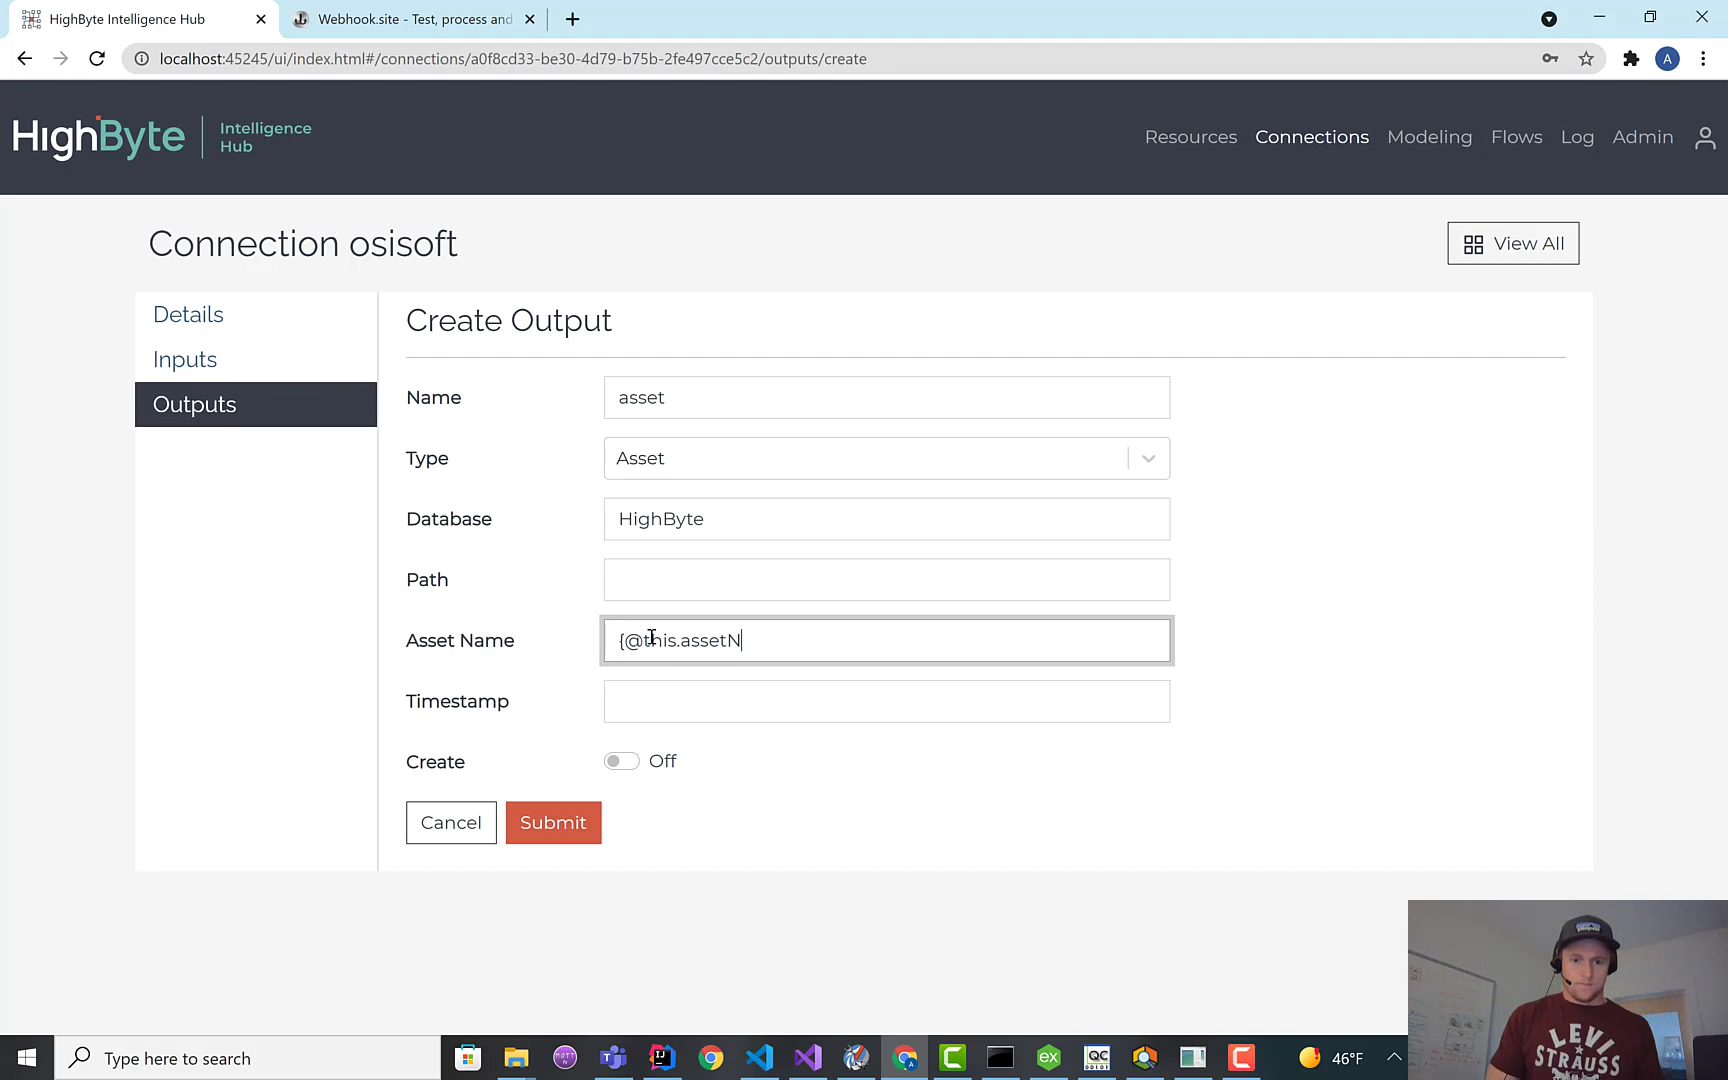 HighByte Intelligence Hub
Webhook.site - Test, process and
localhost:45245/ui/index.html#/connections/a0f8cd33-be30-4d79-b75b-2fe497cce5c2/outputs/create
A
HighByte
Intelligence
Hub
Resources
Connections
Modeling
Flows
Log
Admin
Connection osisoft
View All
Details
Inputs
Outputs
Create Output
Name
asset
Type
Asset
Database
HighByte
Path
Asset Name
{@this.assetN
Timestamp
Create
Off
Cancel
Submit
LEVI
STRAUSS
Type here to search
46°F